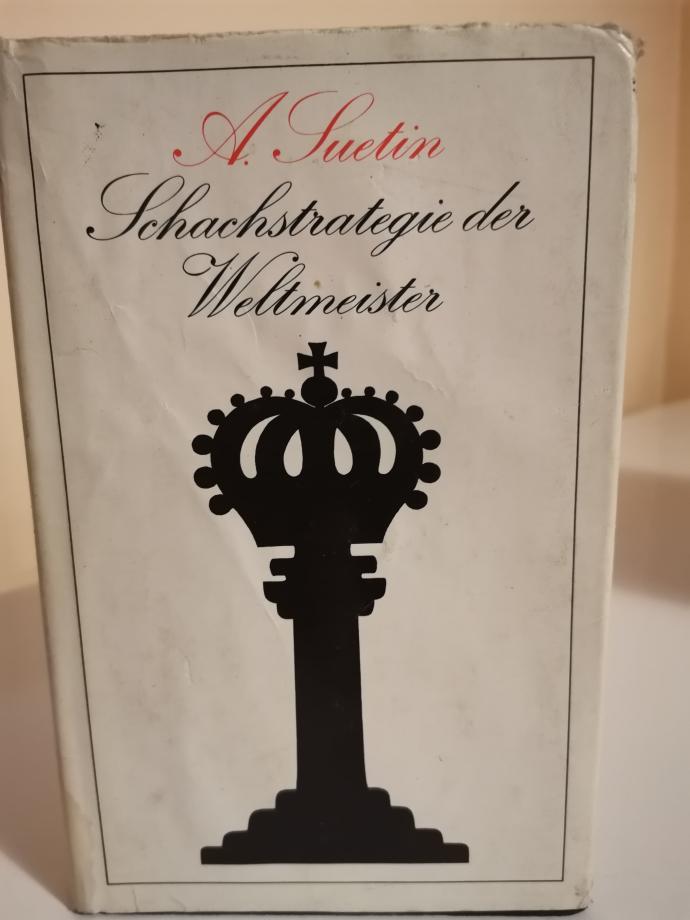 A. Suetin
Schachstrategie der
Weltmeister